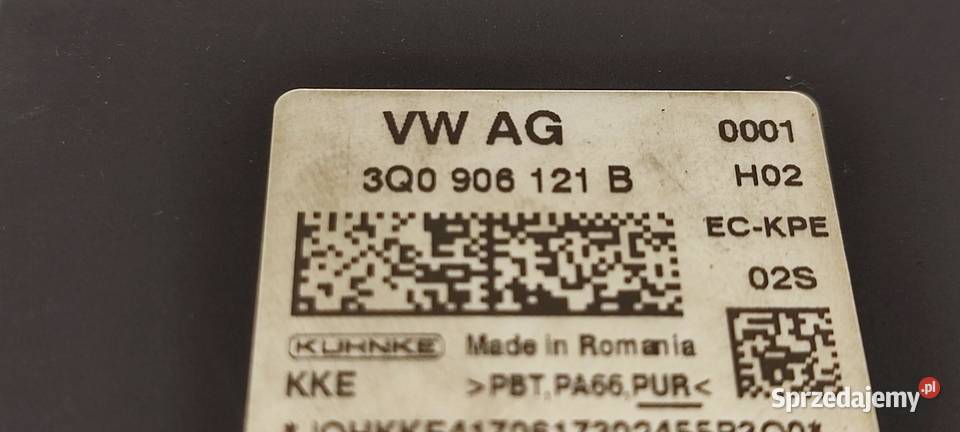 VW AG 0001
3Q0 906 121 B H02
EC-KPE
02S
KUHNKE Made in Romania
KKE >PBT,PA66,PUR<
Sprzedajemy.pl